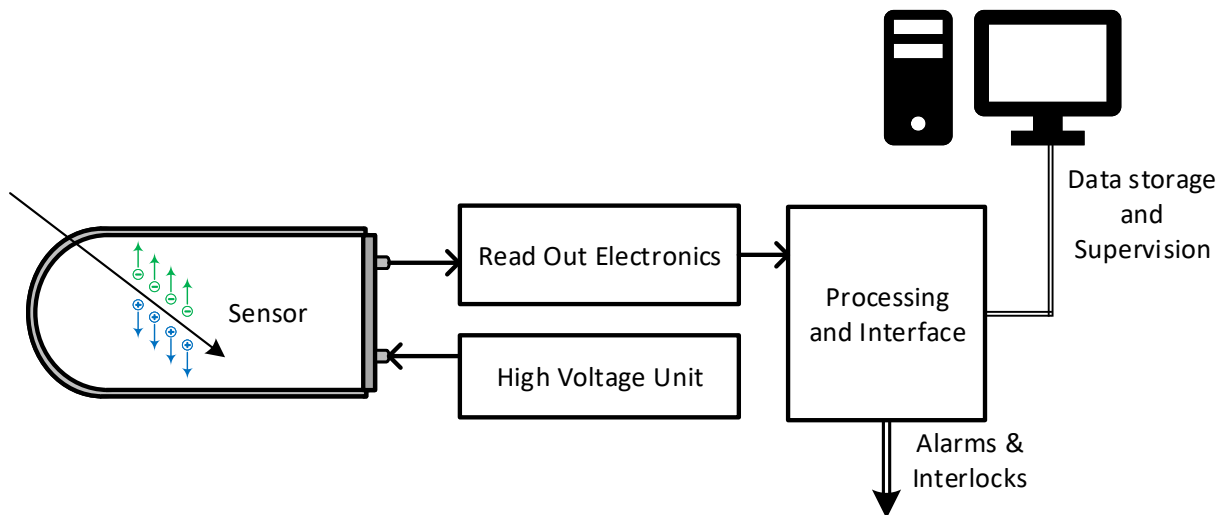 Data storage
and
Supervision
Read Out Electronics
Sensor
Processing
and Interface
High Voltage Unit
Alarms &
Interlocks